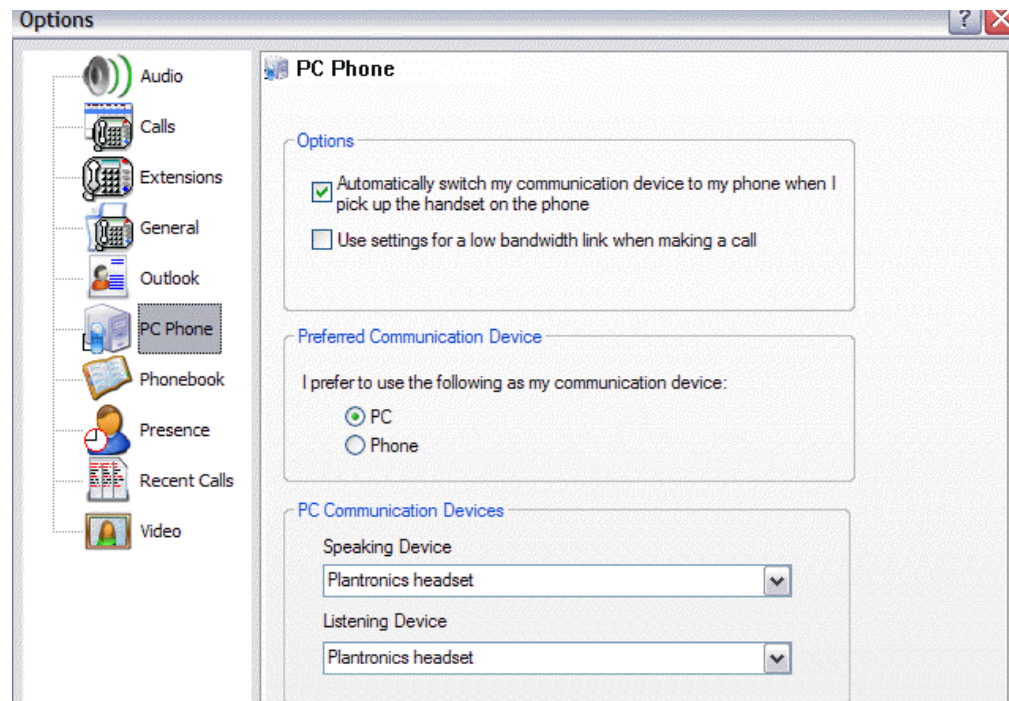 Options
Audio
Calls
Extensions
General
Outlook
PC Phone
Phonebook
Presence
Recent Calls
Video
PC Phone
Options
Automatically switch my communication device to my phone when I
pick up the handset on the phone
Use settings for a low bandwidth link when making a call
Preferred Communication Device
I prefer to use the following as my communication device:
PC
Phone
PC Communication Devices
Speaking Device
Plantronics headset
Listening Device
Plantronics headset